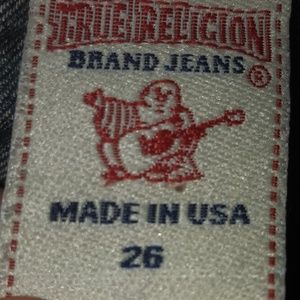 TRUE RELIGION
BRAND JEANS ®
MADE IN USA
26